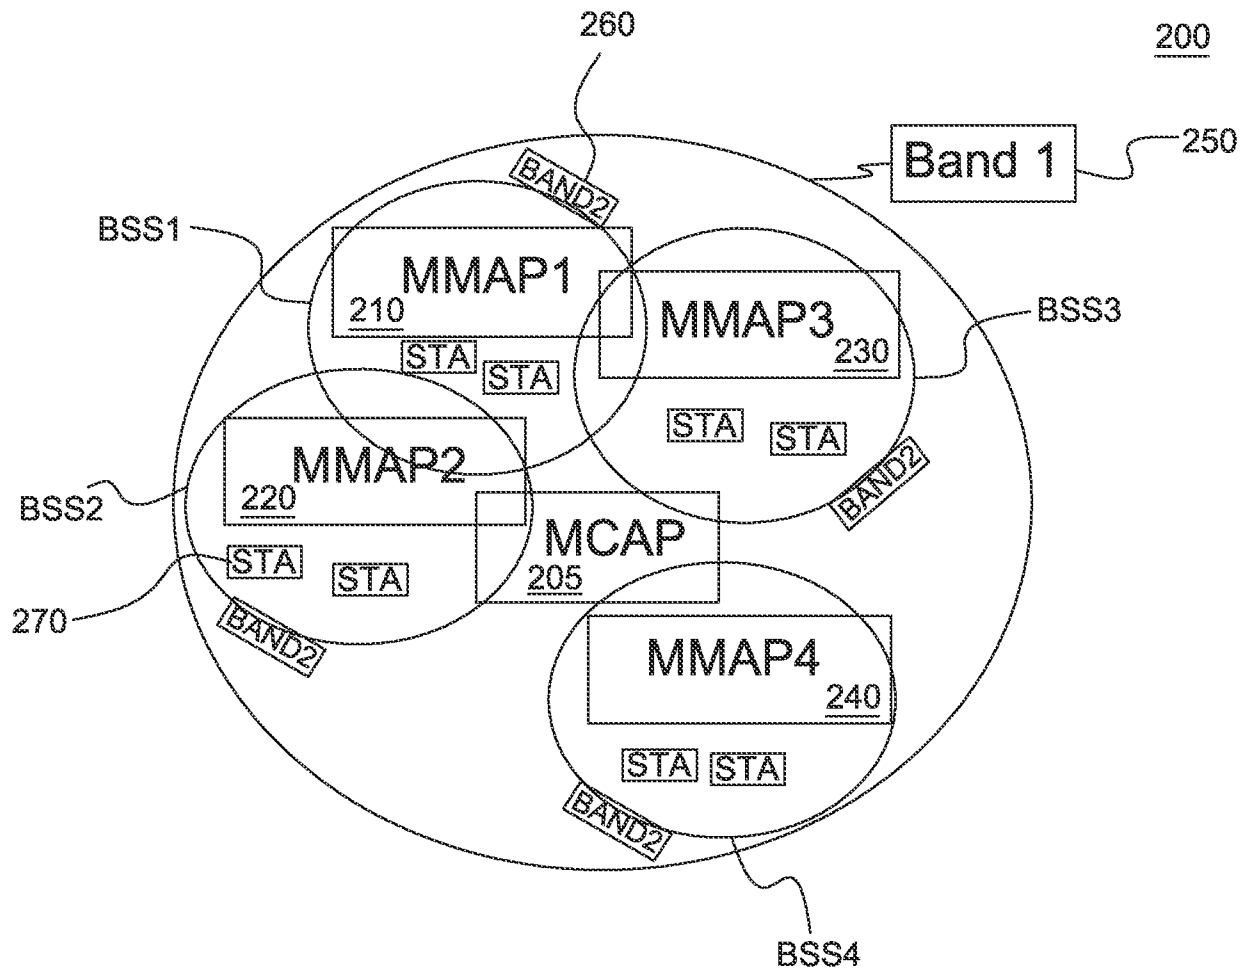 260
200
Band 1
250
BAND2
BSS1
MMAP1
210
MMAP3
230
BSS3
STA
STA
STA
STA
MMAP2
220
BAND2
BSS2
MCAP
205
STA
STA
270
BAND2
MMAP4
240
STA
STA
BAND2
BSS4